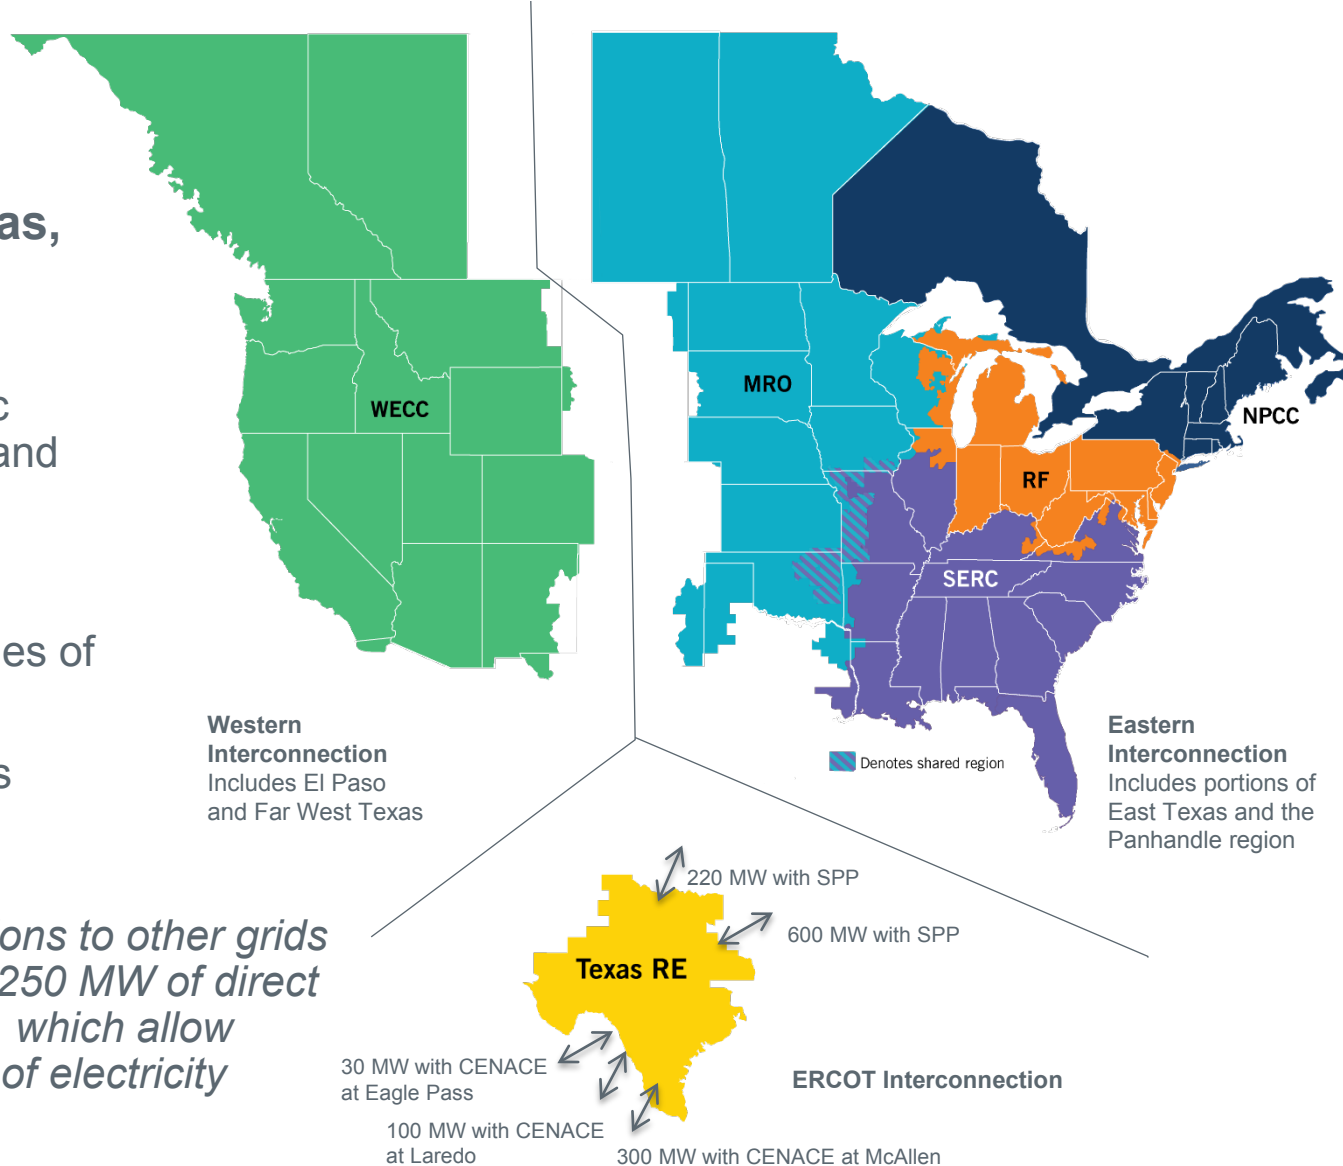 as,
c
and
es of
s
ons to other grids
250 MW of direct
which allow
of electricity
WECC
MRO
NPCC
RF
SERC
Western
Interconnection
Includes El Paso
and Far West Texas
Denotes shared region
Eastern
Interconnection
Includes portions of
East Texas and the
Panhandle region
220 MW with SPP
600 MW with SPP
Texas RE
30 MW with CENACE
at Eagle Pass
100 MW with CENACE
at Laredo
300 MW with CENACE at McAllen
ERCOT Interconnection